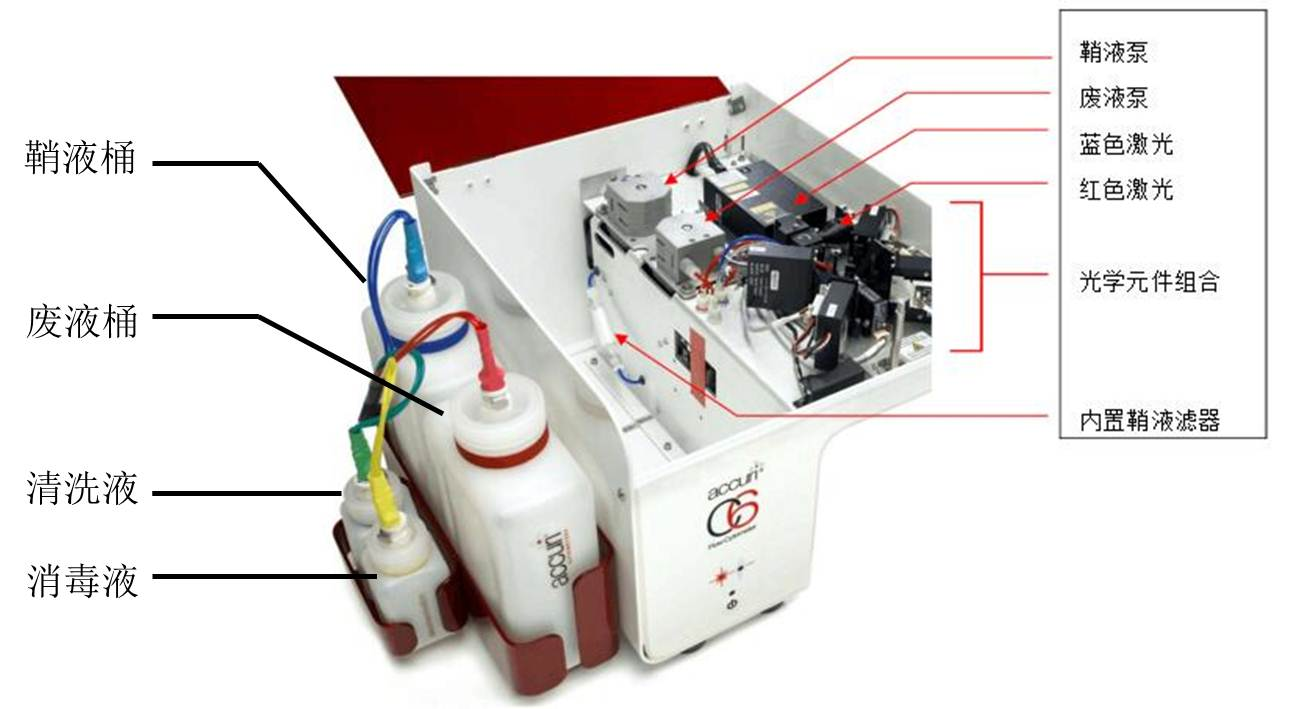 鞘液桶
废液桶
清洗液
消毒液
鞘液泵
废液泵
蓝色激光
红色激光
光学元件组合
内置鞘液滤器
accuri
C6
Flow Cytometer
accuri